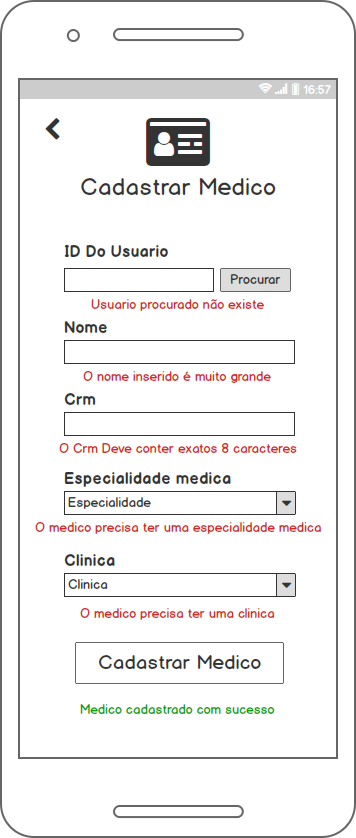 16:57
Cadastrar Medico
ID Do Usuario
Procurar
Usuario procurado não existe
Nome
O nome inserido é muito grande
Crm
O Crm Deve conter exatos 8 caracteres
Especialidade medica
Especialidade
O medico precisa ter uma especialidade medica
Clinica
Clinica
O medico precisa ter uma clinica
Cadastrar Medico
Medico cadastrado com sucesso